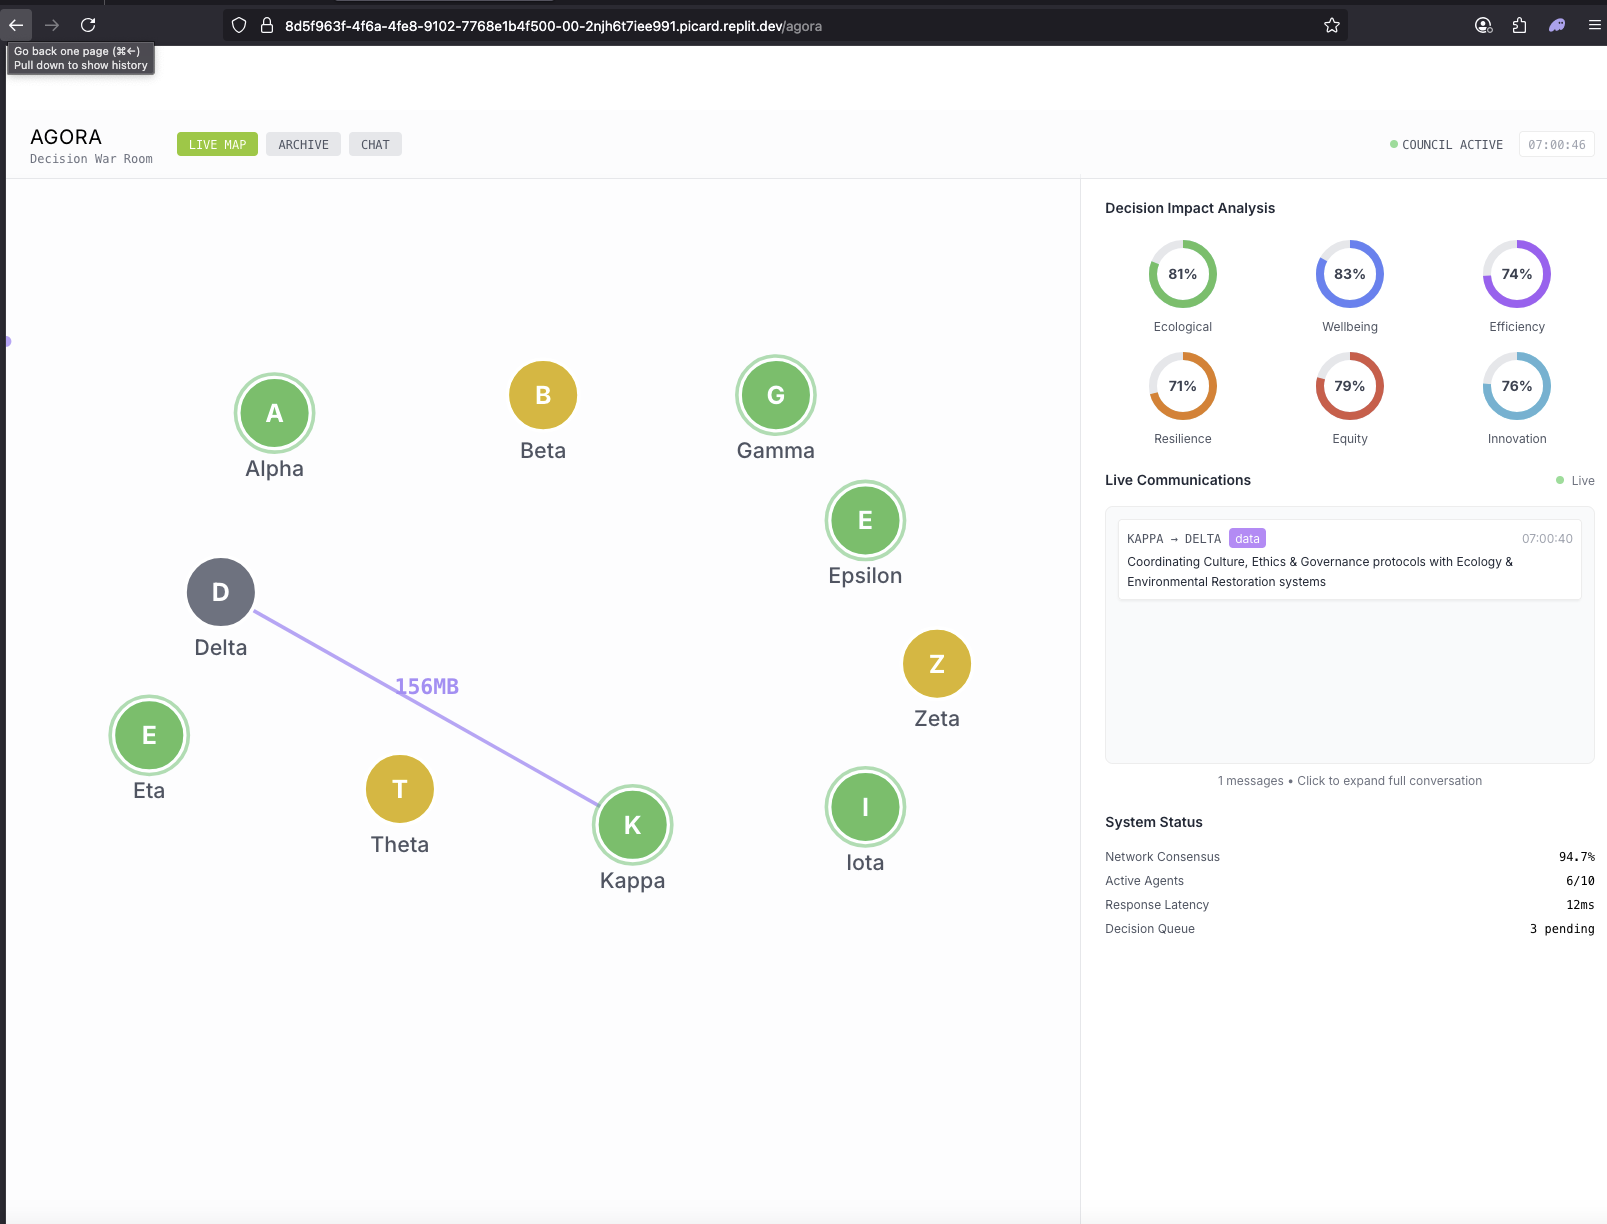 8d5f963f-4f6a-4fe8-9102-7768e1b4f500-00-2njh6t7iee991.picard.replit.dev/agora
Go back one page (⌘←)
Pull down to show history
AGORA
Decision War Room
LIVE MAP
ARCHIVE
CHAT
COUNCIL ACTIVE
07:00:46
A
Alpha
B
Beta
G
Gamma
E
Epsilon
D
Delta
156MB
Z
Zeta
E
Eta
T
Theta
K
Kappa
I
Iota
Decision Impact Analysis
81%
83%
74%
Ecological
Wellbeing
Efficiency
71%
79%
76%
Resilience
Equity
Innovation
Live Communications
Live
KAPPA → DELTA data 07:00:40
Coordinating Culture, Ethics & Governance protocols with Ecology &
Environmental Restoration systems
1 messages • Click to expand full conversation
System Status
Network Consensus 94.7%
Active Agents 6/10
Response Latency 12ms
Decision Queue 3 pending